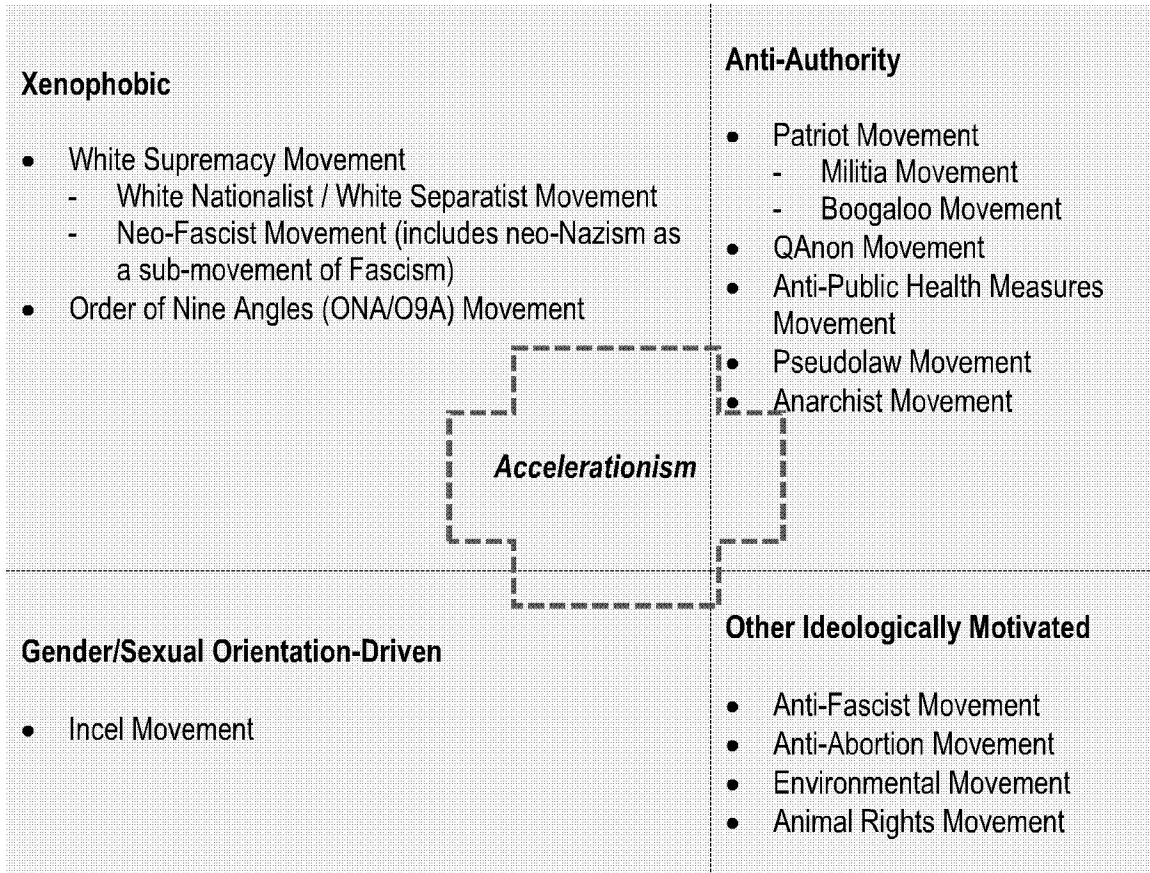 Xenophobic
• White Supremacy Movement
- White Nationalist / White Separatist Movement
- Neo-Fascist Movement (includes neo-Nazism as
a sub-movement of Fascism)
• Order of Nine Angles (ONA/O9A) Movement
Anti-Authority
• Patriot Movement
- Militia Movement
- Boogaloo Movement
• QAnon Movement
• Anti-Public Health Measures
Movement
• Pseudolaw Movement
• Anarchist Movement
Accelerationism
Gender/Sexual Orientation-Driven
• Incel Movement
Other Ideologically Motivated
• Anti-Fascist Movement
• Anti-Abortion Movement
• Environmental Movement
• Animal Rights Movement